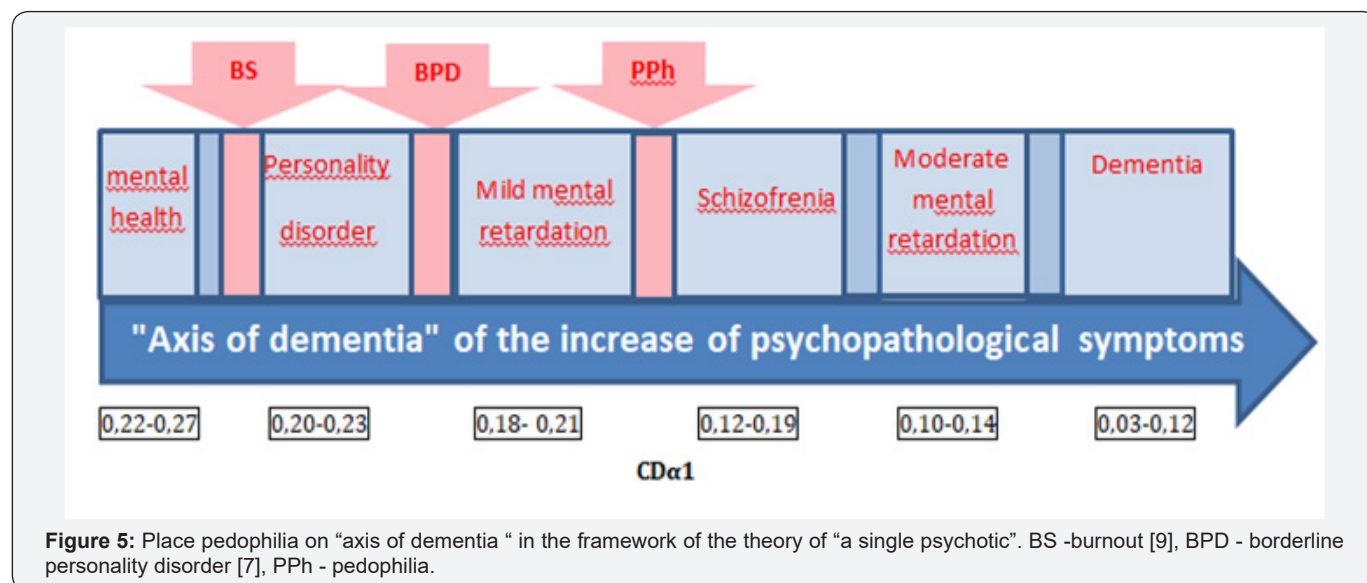 BS
BPD
PPh
mental
health
Personality
disorder
Mild mental
retardation
Schizofrenia
Moderate
mental
retardation
Dementia
"Axis of dementia" of the increase of psychopathological symptoms
0,22-0,27
0,20-0,23
0,18- 0,21
0,12-0,19
0,10-0,14
0,03-0,12
CDα1
Figure 5: Place pedophilia on “axis of dementia “ in the framework of the theory of “a single psychotic”. BS -burnout [9], BPD - borderline
personality disorder [7], PPh - pedophilia.